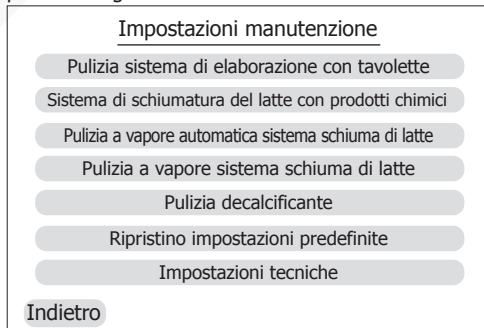 Impostazioni manutenzione
Pulizia sistema di elaborazione con tavolette
Sistema di schiumatura del latte con prodotti chimici
Pulizia a vapore automatica sistema schiuma di latte
Pulizia a vapore sistema schiuma di latte
Pulizia decalcificante
Ripristino impostazioni predefinite
Impostazioni tecniche
Indietro